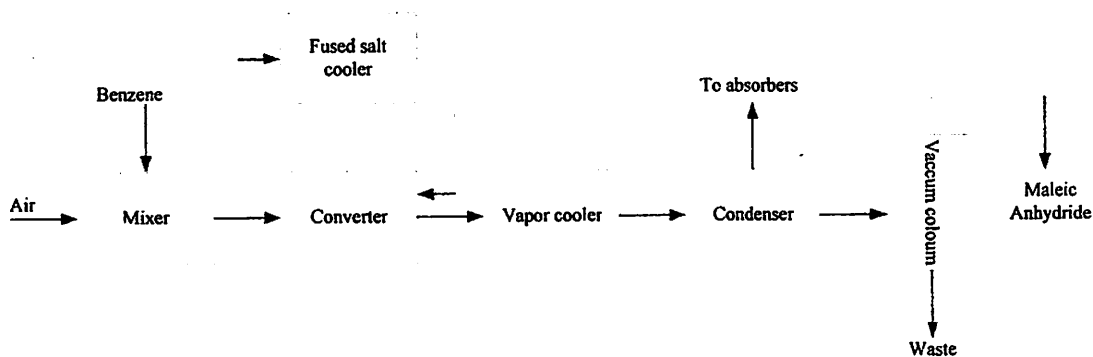 Fused salt
cooler
Benzene
To absorbers
Air
Mixer
Converter
Vapor cooler
Condenser
Vaccum coloum
Maleic
Anhydride
Waste